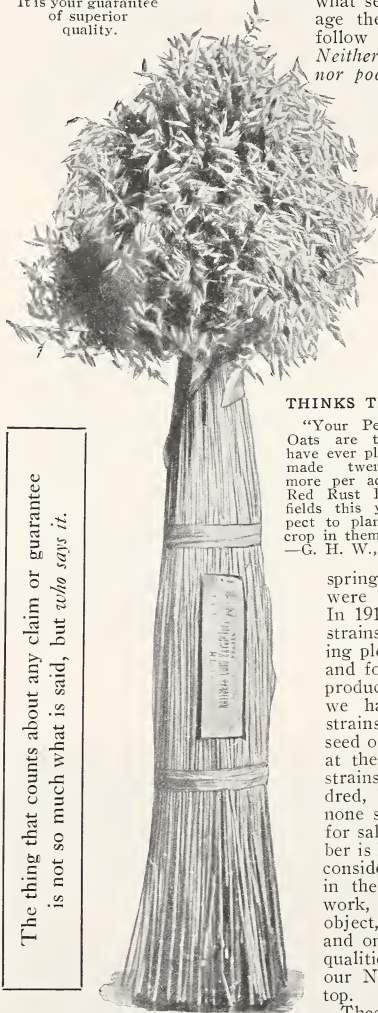 It is your guarantee
of superior
quality.
what se
age the
follow
Neither
nor poo
THINKS T
"Your Pe
Oats are t
have ever pl
made twen
more per ac
Red Rust
fields this y
pect to plan
crop in them
—G. H. W.,
The thing that counts about any claim or guarantee
is not so much what is said, but who says it.
spring
were
In 191
strains
ing plo
and fo
produc
we ha
strains
seed o
at the
strains
dred,
none s
for sal
ber is
conside
in the
work,
object,
and on
qualitie
our N
top.
Thes